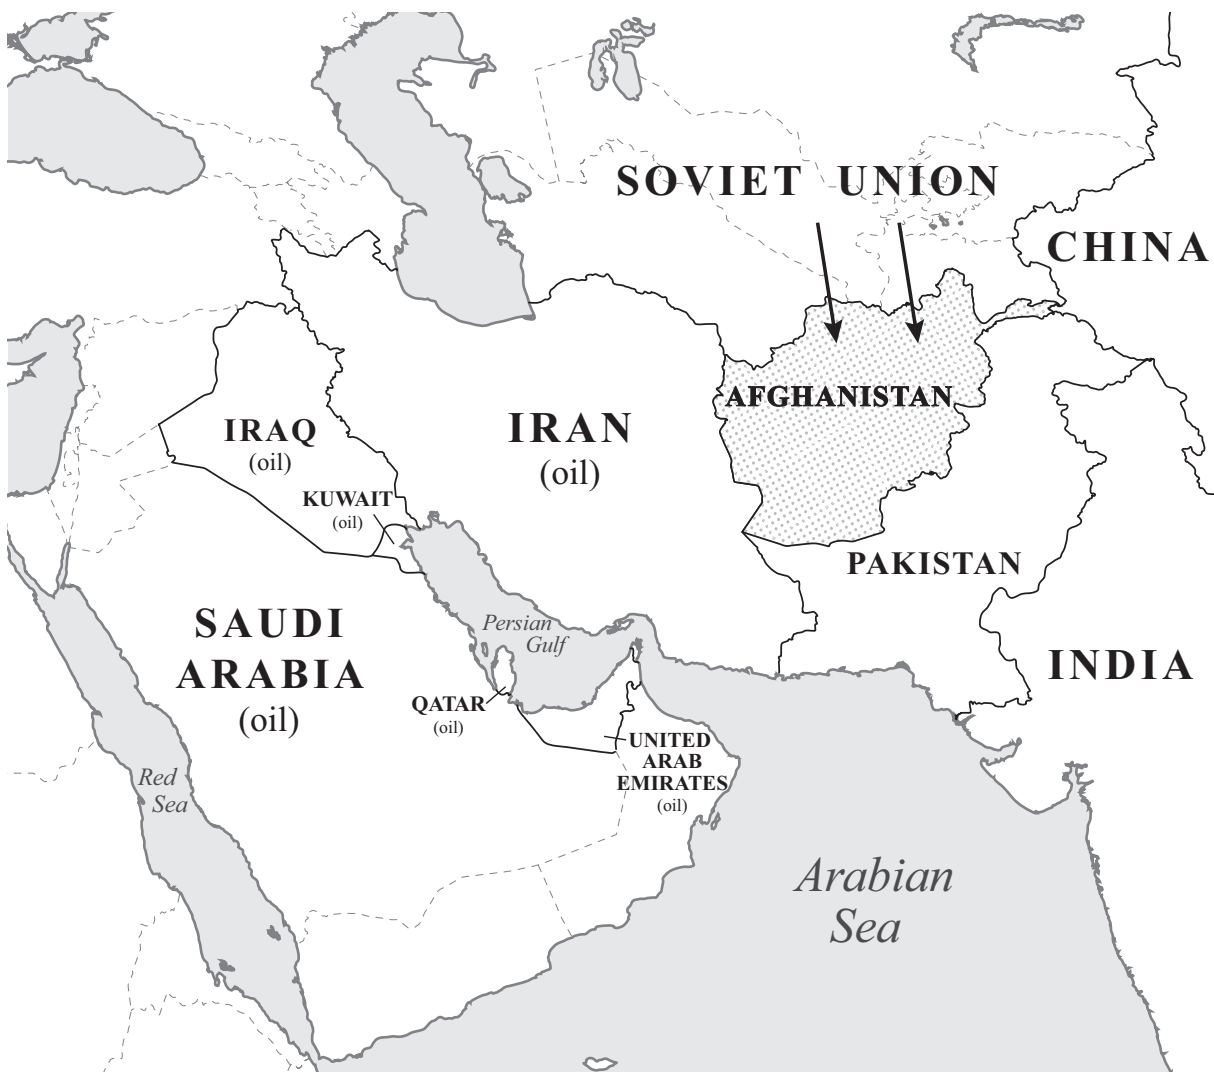 SOVIET UNION
CHINA
AFGHANISTAN
IRAQ
(oil)
IRAN
(oil)
KUWAIT
(oil)
PAKISTAN
SAUDI
ARABIA
(oil)
Persian
Gulf
INDIA
QATAR
(oil)
UNITED
ARAB
EMIRATES
(oil)
Red
Sea
Arabian
Sea